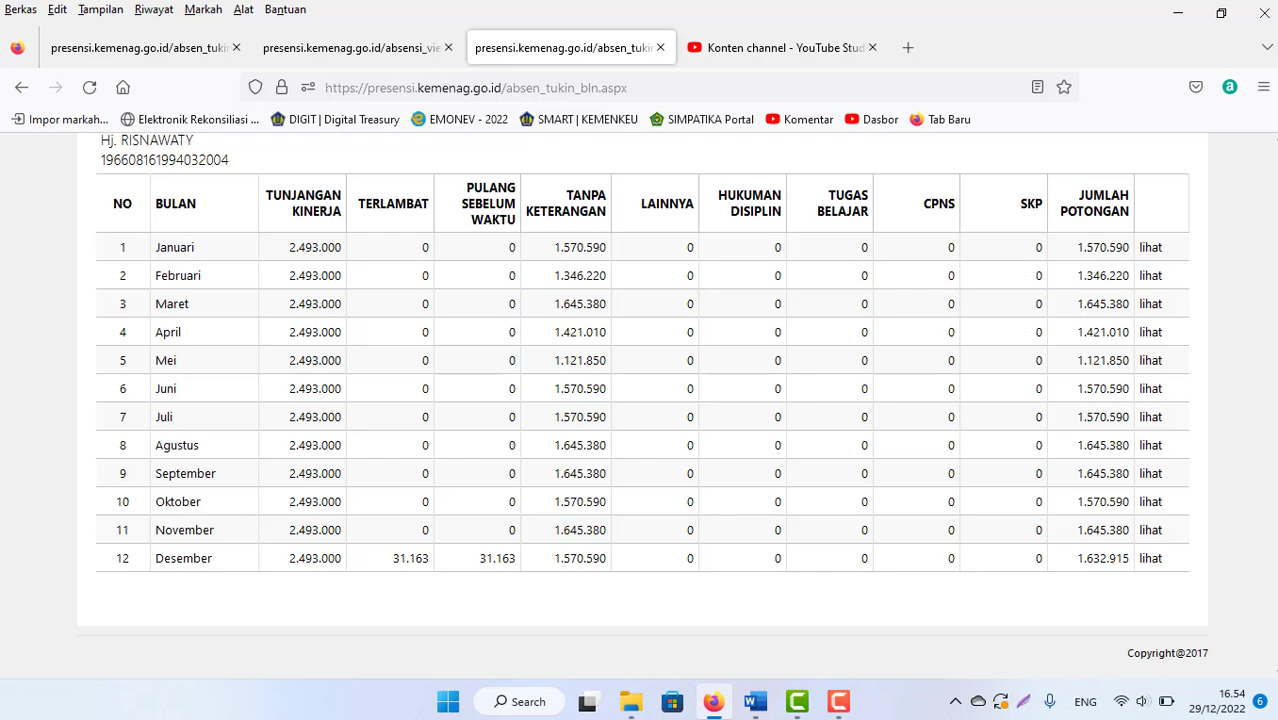 Berkas Edit Tampilan Riwayat Markah Alat Bantuan
presensi.kemenag.go.id/absen_tukin presensi.kemenag.go.id/absensi_vie presensi.kemenag.go.id/absen_tukin Konten channel - YouTube Stud
https://presensi.kemenag.go.id/absen_tukin_bln.aspx
Impor markah... Elektronik Rekonsiliasi ... DIGIT | Digital Treasury EMONEV - 2022 SMART | KEMENKEU SIMPATIKA Portal Komentar Dasbor Tab Baru
Hj. RISNAWATY
196608161994032004
NO BULAN TUNJANGAN KINERJA TERLAMBAT PULANG SEBELUM WAKTU TANPA KETERANGAN LAINNYA HUKUMAN DISIPLIN TUGAS BELAJAR CPNS SKP JUMLAH POTONGAN
1 Januari 2.493.000 0 0 1.570.590 0 0 0 0 0 1.570.590 lihat
2 Februari 2.493.000 0 0 1.346.220 0 0 0 0 0 1.346.220 lihat
3 Maret 2.493.000 0 0 1.645.380 0 0 0 0 0 1.645.380 lihat
4 April 2.493.000 0 0 1.421.010 0 0 0 0 0 1.421.010 lihat
5 Mei 2.493.000 0 0 1.121.850 0 0 0 0 0 1.121.850 lihat
6 Juni 2.493.000 0 0 1.570.590 0 0 0 0 0 1.570.590 lihat
7 Juli 2.493.000 0 0 1.570.590 0 0 0 0 0 1.570.590 lihat
8 Agustus 2.493.000 0 0 1.645.380 0 0 0 0 0 1.645.380 lihat
9 September 2.493.000 0 0 1.645.380 0 0 0 0 0 1.645.380 lihat
10 Oktober 2.493.000 0 0 1.570.590 0 0 0 0 0 1.570.590 lihat
11 November 2.493.000 0 0 1.645.380 0 0 0 0 0 1.645.380 lihat
12 Desember 2.493.000 31.163 31.163 1.570.590 0 0 0 0 0 1.632.915 lihat
Copyright@2017
Search ENG 16.54
29/12/2022 6